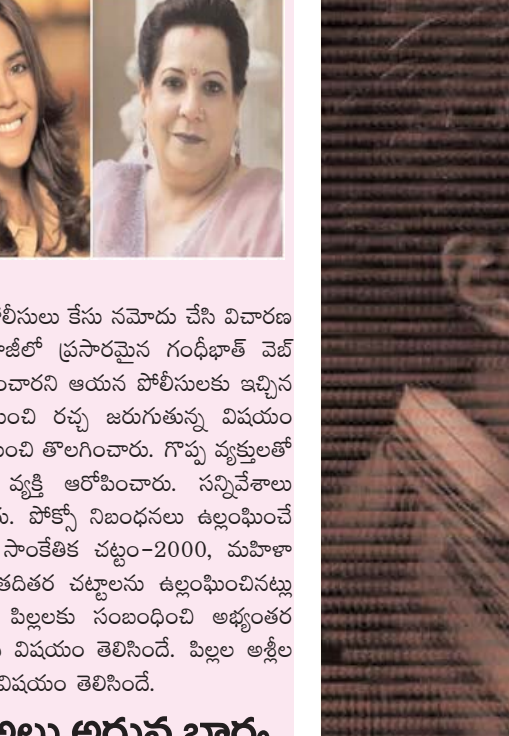 కేసు నమోదు చేసి విచారణ
ప్రసారమైన గంధీభాత్ వెబ్
ఆయన పోలీసులకు ఇచ్చిన
రచ్చ జరుగుతున్న విషయం
తొలగించారు. గొప్ప వ్యక్తులతో
వ్యక్తి ఆరోపించారు. సన్నివేశాలు
పోక్సో నిబంధనలు ఉల్లంఘించే
సాంకేతిక చట్టం-2000, మహిళా
తదితర చట్టాలను ఉల్లంఘించినట్లు
పిల్లలకు సంబంధించి అభ్యంతర
విషయం తెలిసిందే. పిల్లల అశ్లీల
విషయం తెలిసిందే.